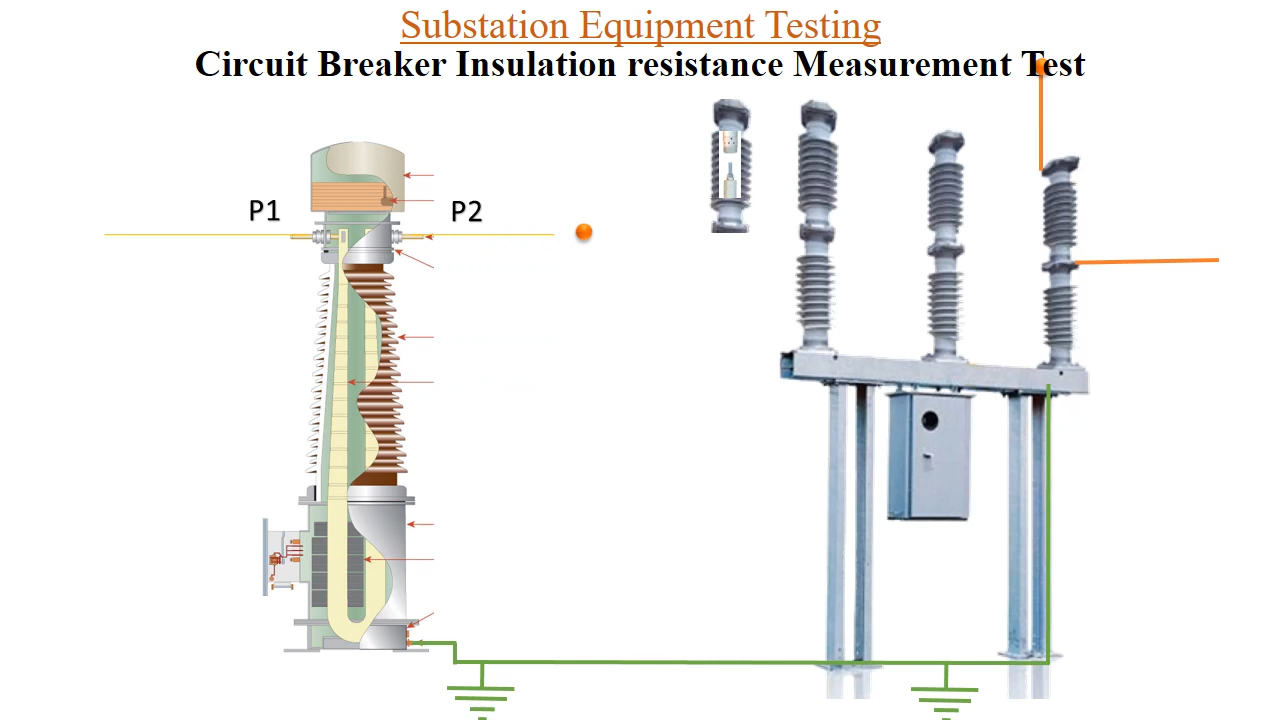 Substation Equipment Testing
Circuit Breaker Insulation resistance Measurement Test
P1
P2